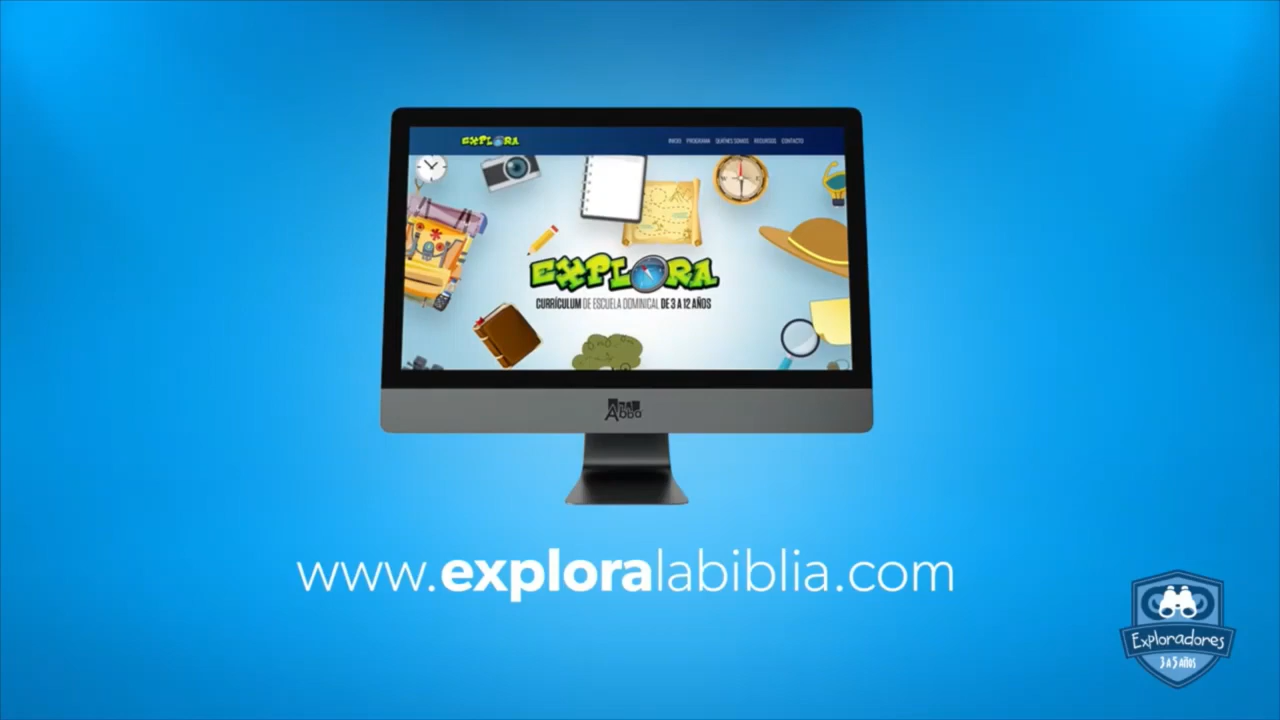 EXPLORA
INICIO PROGRAMA QUIÉNES SOMOS RECURSOS CONTACTO
EXPLORA
CURRÍCULUM DE ESCUELA DOMINICAL DE 3 A 12 AÑOS
Abba
www.exploralabiblia.com
Exploradores
3 a 5 años